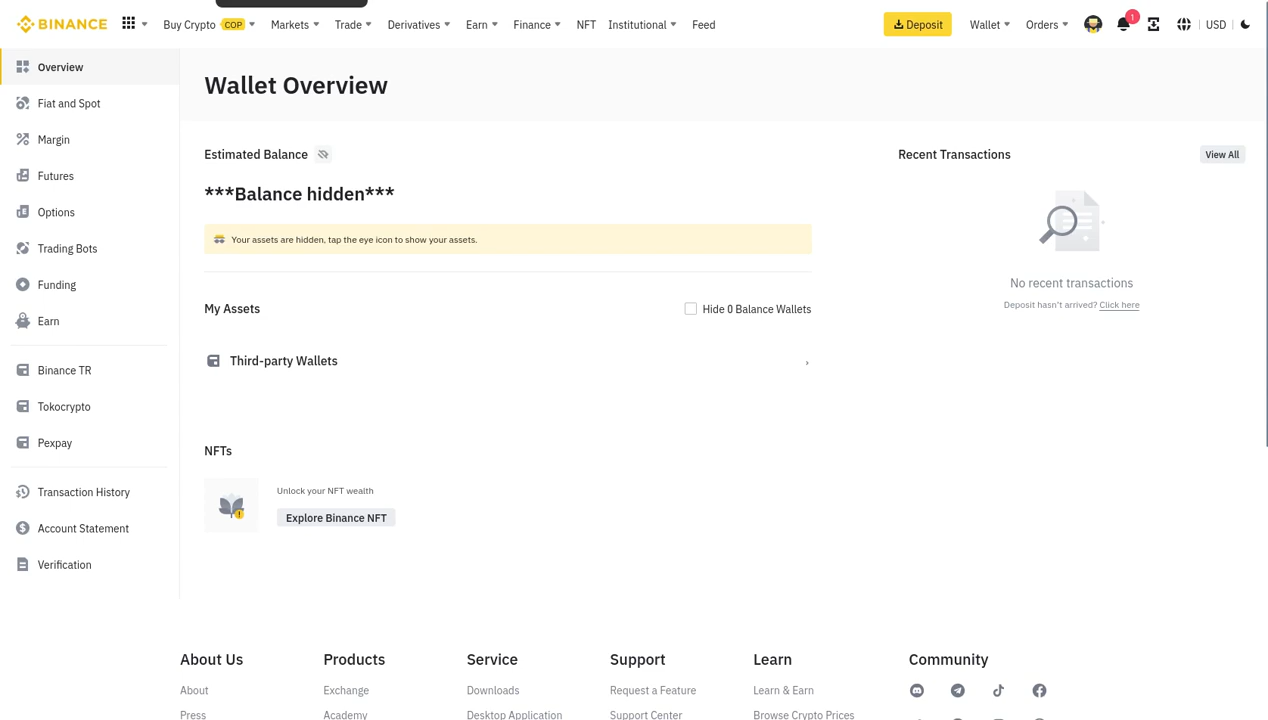 BINANCE
Buy Crypto COP Markets Trade Derivatives Earn Finance NFT Institutional Feed Deposit Wallet Orders 1 USD
Overview
Fiat and Spot
Margin
Futures
Options
Trading Bots
Funding
Earn
Binance TR
Tokocrypto
Pexpay
Transaction History
Account Statement
Verification
Wallet Overview
Estimated Balance
***Balance hidden***
Your assets are hidden, tap the eye icon to show your assets.
My Assets Hide 0 Balance Wallets
Third-party Wallets
NFTs
Unlock your NFT wealth
Explore Binance NFT
Recent Transactions View All
No recent transactions
Deposit hasn't arrived? Click here
About Us Products Service Support Learn Community
About Exchange Downloads Request a Feature Learn & Earn
Press Academy Desktop Application Support Center Browse Crypto Prices